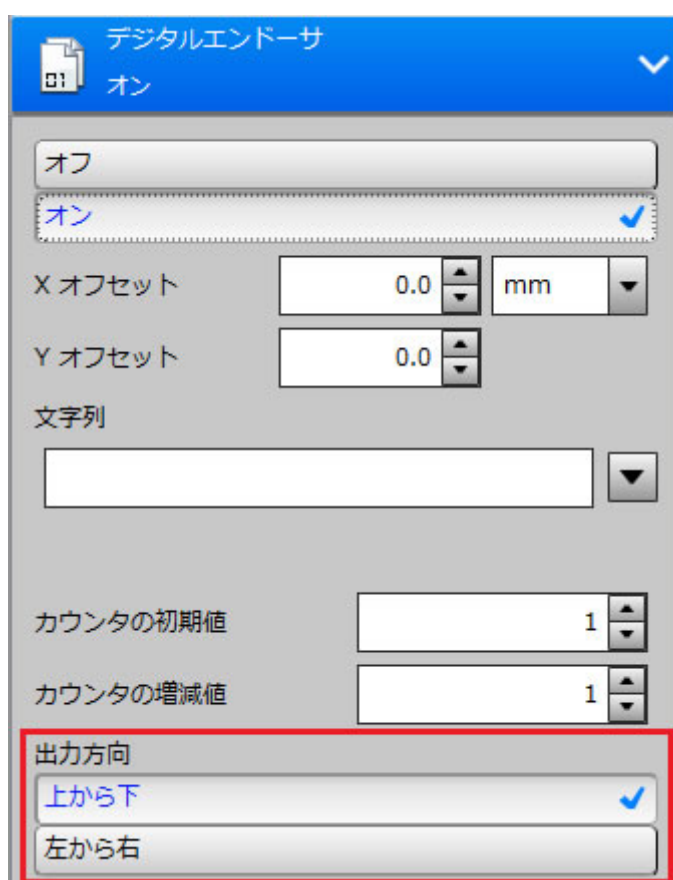 デジタルエンドーサ
01 オン
オフ
オン
X オフセット 0.0 mm
Y オフセット 0.0
文字列
カウンタの初期値 1
カウンタの増減値 1
出力方向
上から下
左から右